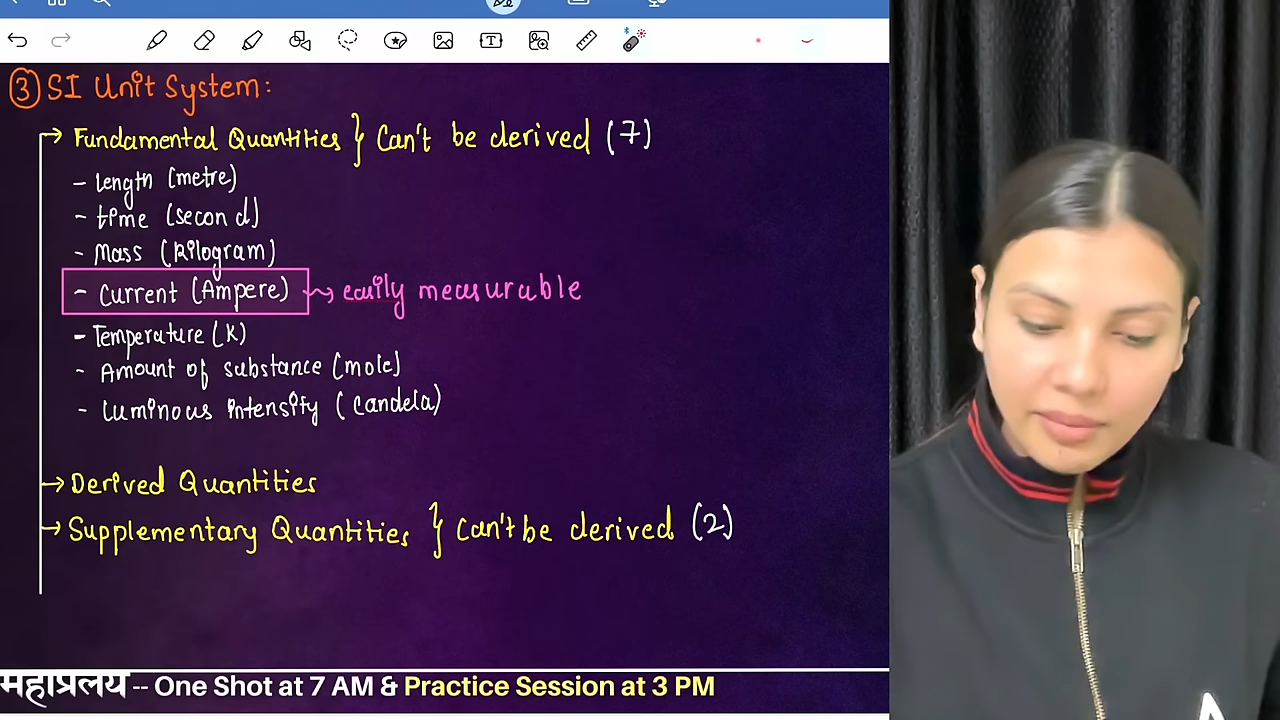 ③ SI Unit System:
→ Fundamental Quantities } Can't be derived (7)
- Length (metre)
- time (second)
- Mass (kilogram)
- Current (Ampere) → easily measurable
- Temperature (K)
- Amount of substance (mole)
- Luminous intensity (Candela)
→ Derived Quantities
→ Supplementary Quantities } Can't be derived (2)
महाप्रलय -- One Shot at 7 AM & Practice Session at 3 PM